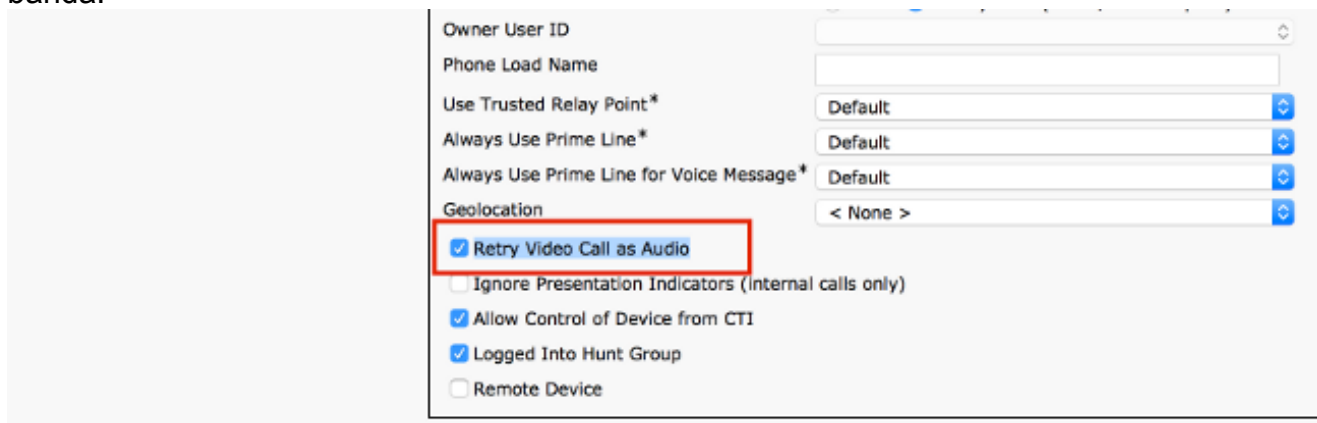 Owner User ID
Phone Load Name
Use Trusted Relay Point* Default
Always Use Prime Line* Default
Always Use Prime Line for Voice Message* Default
Geolocation < None >
Retry Video Call as Audio
Ignore Presentation Indicators (internal calls only)
Allow Control of Device from CTI
Logged Into Hunt Group
Remote Device